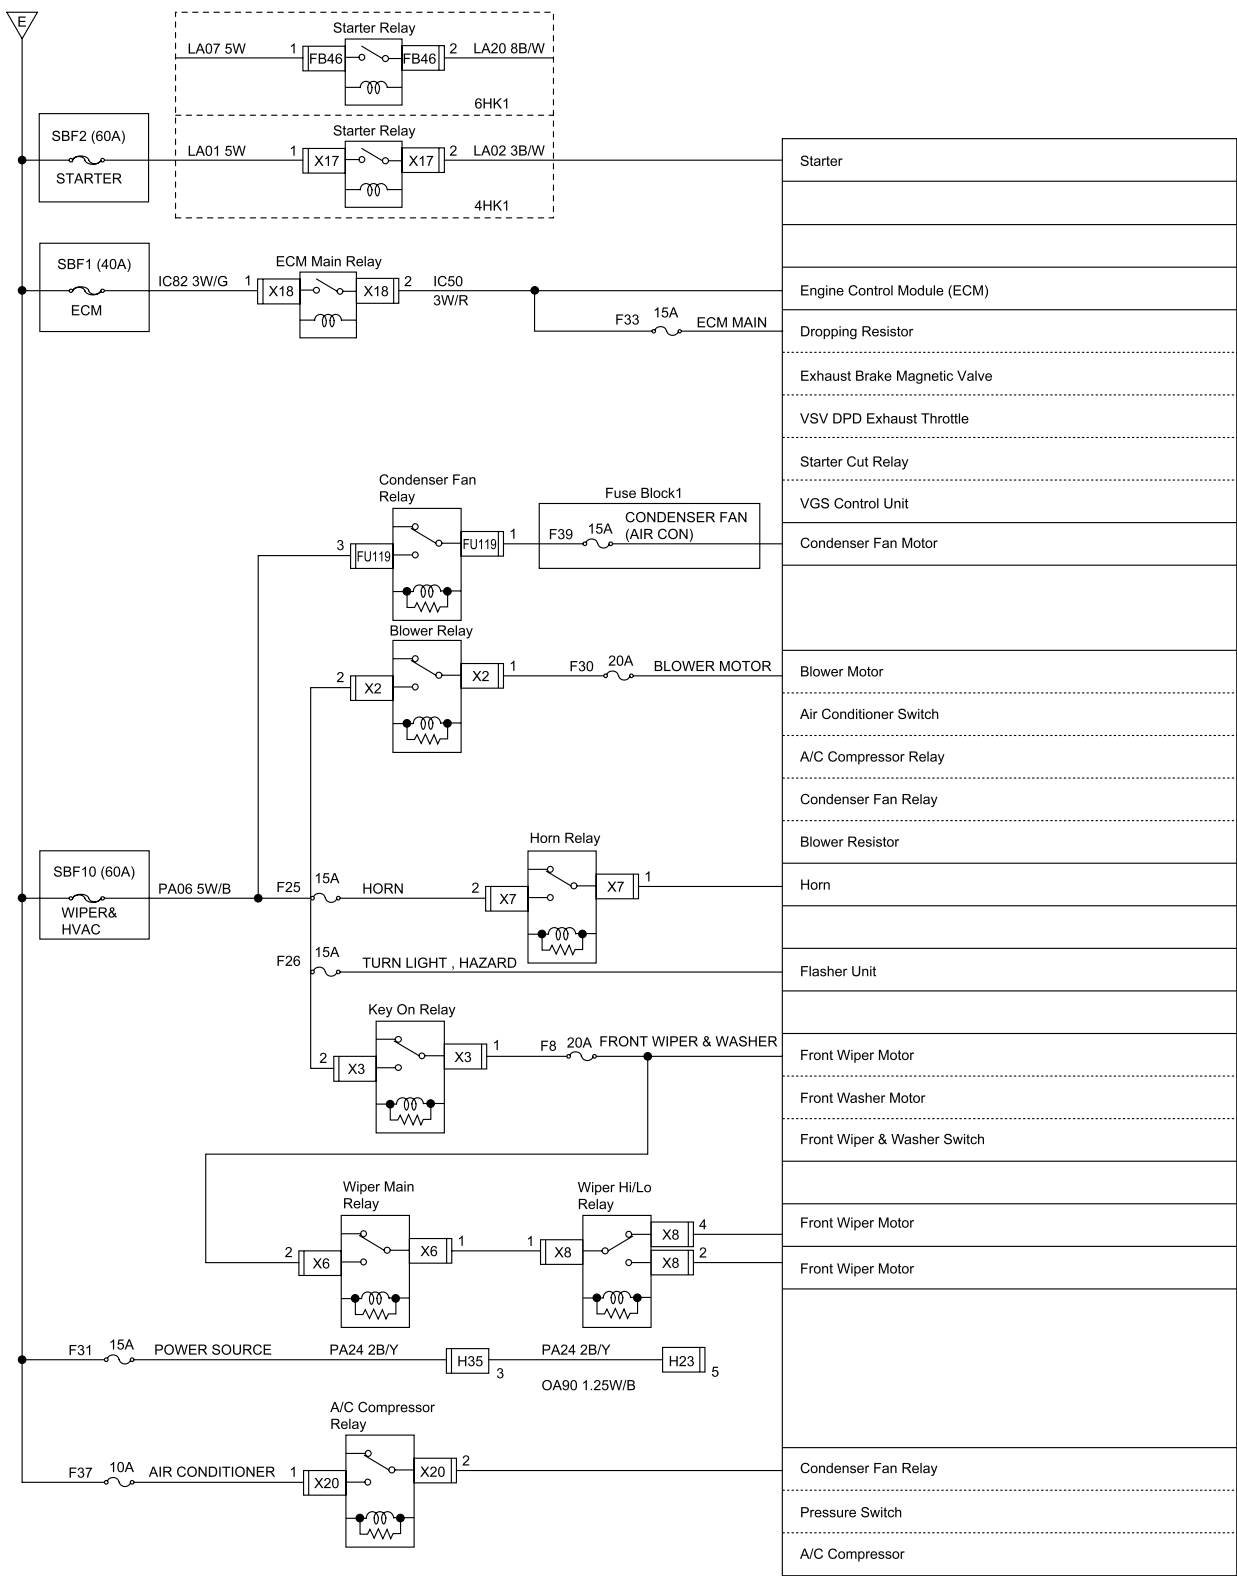 E
Starter Relay
LA07 5W 1 FB46 FB46 2 LA20 8B/W
6HK1
SBF2 (60A)
STARTER
Starter Relay
LA01 5W 1 X17 X17 2 LA02 3B/W
4HK1
Starter
SBF1 (40A)
ECM
ECM Main Relay
IC82 3W/G 1 X18 X18 2 IC50
3W/R
Engine Control Module (ECM)
F33 15A ECM MAIN
Dropping Resistor
Exhaust Brake Magnetic Valve
VSV DPD Exhaust Throttle
Starter Cut Relay
VGS Control Unit
Condenser Fan
Relay
3 FU119 FU119 1
Fuse Block1
F39 15A CONDENSER FAN
(AIR CON)
Condenser Fan Motor
Blower Relay
2 X2 X2 1 F30 20A BLOWER MOTOR
Blower Motor
Air Conditioner Switch
A/C Compressor Relay
Condenser Fan Relay
Blower Resistor
SBF10 (60A)
WIPER&
HVAC
PA06 5W/B
Horn Relay
F25 15A HORN 2 X7 X7 1
Horn
F26 15A TURN LIGHT , HAZARD
Flasher Unit
Key On Relay
2 X3 X3 1 F8 20A FRONT WIPER & WASHER
Front Wiper Motor
Front Washer Motor
Front Wiper & Washer Switch
Wiper Main
Relay
2 X6 X6 1
Wiper Hi/Lo
Relay
1 X8 X8 4
X8 2
Front Wiper Motor
Front Wiper Motor
F31 15A POWER SOURCE PA24 2B/Y H35 3 PA24 2B/Y H23 5
OA90 1.25W/B
A/C Compressor
Relay
F37 10A AIR CONDITIONER 1 X20 X20 2
Condenser Fan Relay
Pressure Switch
A/C Compressor